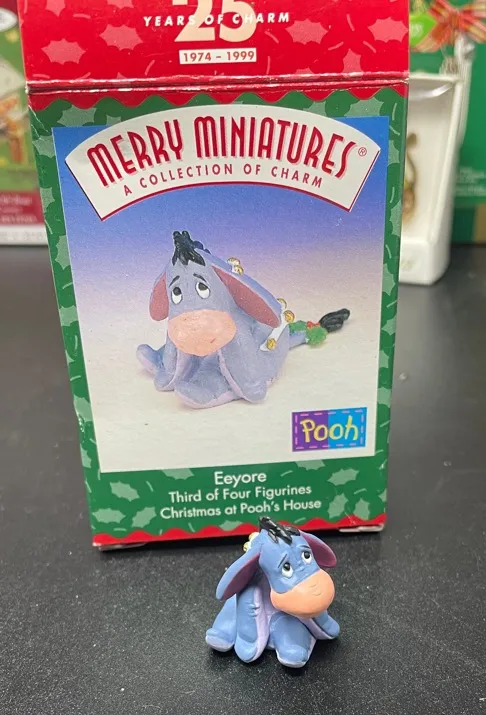 25
YEARS OF CHARM
1974 – 1999
MERRY MINIATURES®
A COLLECTION OF CHARM
Pooh
Eeyore
Third of Four Figurines
Christmas at Pooh's House